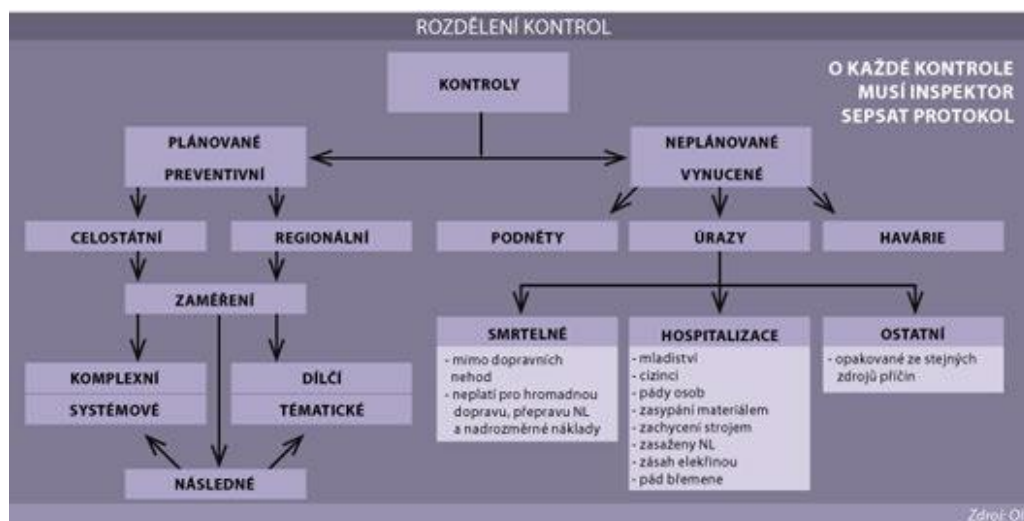 ROZDĚLENÍ KONTROL
KONTROLY
O KAŽDÉ KONTROLE
MUSÍ INSPEKTOR
SEPSAT PROTOKOL
PLÁNOVANÉ
PREVENTIVNÍ
NEPLÁNOVANÉ
VYNUCENÉ
CELOSTÁTNÍ
REGIONÁLNÍ
PODNĚTY
ÚRAZY
HAVÁRIE
ZAMĚŘENÍ
KOMPLEXNÍ
SYSTÉMOVÉ
DÍLČÍ
TÉMATICKÉ
NÁSLEDNÉ
SMRTELNÉ
- mimo dopravních
nehod
- neplatí pro hromadnou
dopravu, přepravu NL
a nadrozměrné náklady
HOSPITALIZACE
- mladiství
- cizinci
- pády osob
- zasypání materiálem
- zachycení strojem
- zasaženy NL
- zásah elekřinou
- pád břemene
OSTATNÍ
- opakované ze stejných
zdrojů příčin
Zdroj: